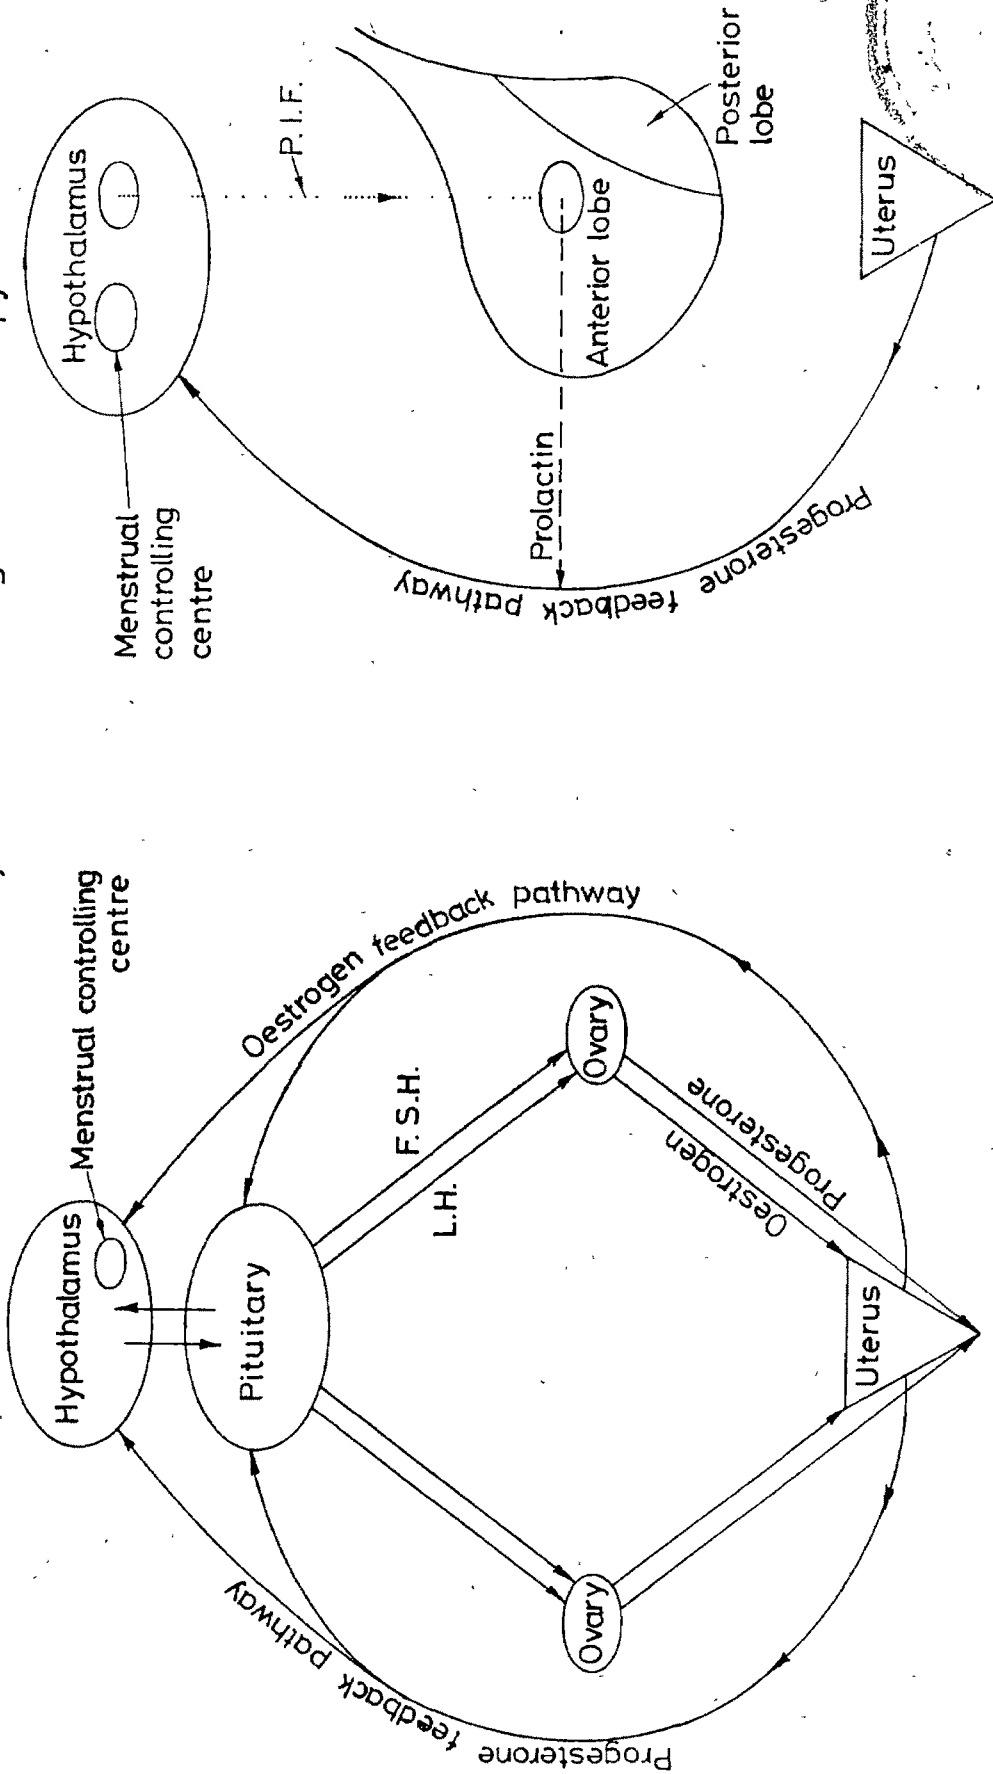 Hypothalamus
Menstrual controlling
centre
Pituitary
Oestrogen feedback pathway
Progesterone feedback pathway
F.S.H.
L.H.
Ovary
Ovary
Oestrogen
Progesterone
Uterus
Hypothalamus
Menstrual
controlling
centre
P.I.F.
Prolactin
Anterior lobe
Posterior
lobe
Progesterone feedback pathway
Uterus